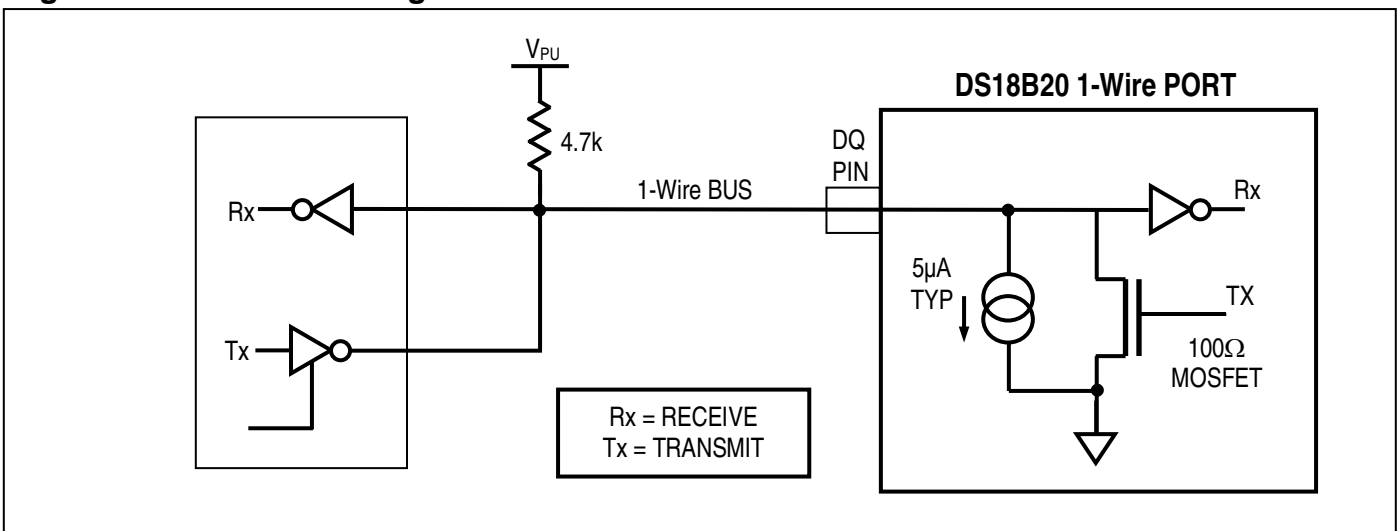 V_PU
4.7k
DS18B20 1-Wire PORT
DQ
PIN
1-Wire BUS
Rx
Rx
5µA
TYP
TX
100Ω
MOSFET
Tx
Rx = RECEIVE
Tx = TRANSMIT